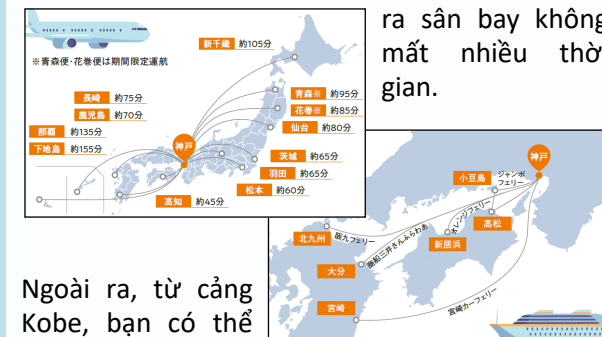 ra sân bay không
mất nhiều thời
gian.
新千歳 約105分
※青森便・花巻便は期間限定運航
青森※ 約95分
長崎 約75分
花巻※ 約85分
鹿児島 約70分
仙台 約80分
那覇 約135分
神戸
下地島 約155分
茨城 約65分
羽田 約65分
松本 約60分
高知 約45分
神戸
小豆島
ジャンボ
フェリー
高松
オレンジフェリー
新居浜
北九州
阪九フェリー
商船三井さんふらわあ
大分
宮崎
宮崎カーフェリー
Ngoài ra, từ cảng
Kobe, bạn có thể